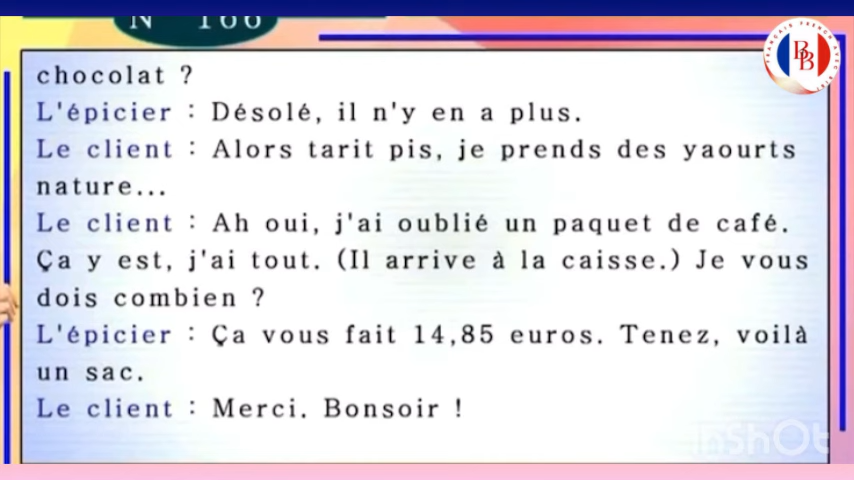 N° 166
chocolat ?
L'épicier : Désolé, il n'y en a plus.
Le client : Alors tarit pis, je prends des yaourts
nature...
Le client : Ah oui, j'ai oublié un paquet de café.
Ça y est, j'ai tout. (Il arrive à la caisse.) Je vous
dois combien ?
L'épicier : Ça vous fait 14,85 euros. Tenez, voilà
un sac.
Le client : Merci. Bonsoir !
InShOt